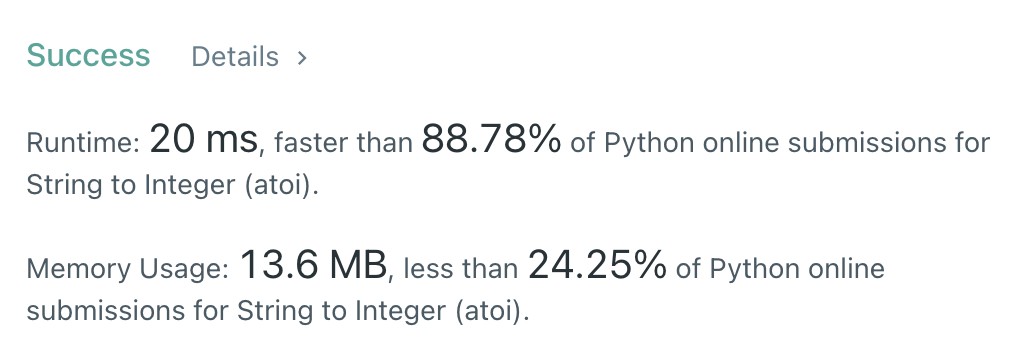 Success Details >
Runtime: 20 ms, faster than 88.78% of Python online submissions for
String to Integer (atoi).
Memory Usage: 13.6 MB, less than 24.25% of Python online
submissions for String to Integer (atoi).